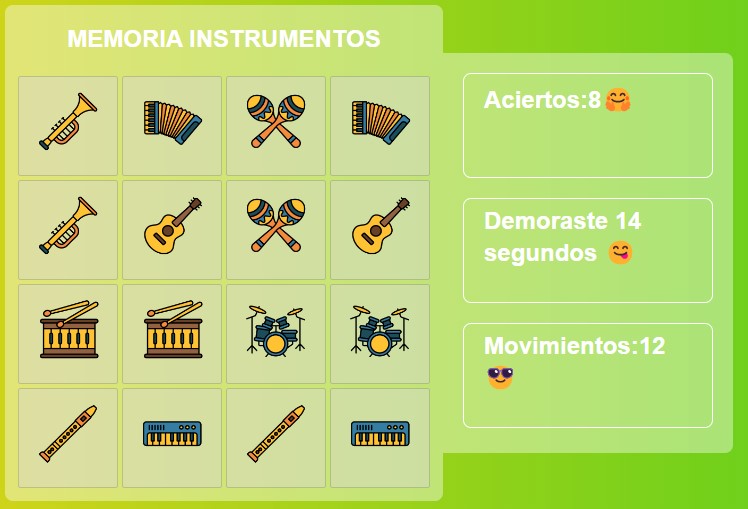 MEMORIA INSTRUMENTOS
Aciertos:8🤗
Demoraste 14
segundos 😋
Movimientos:12
😎